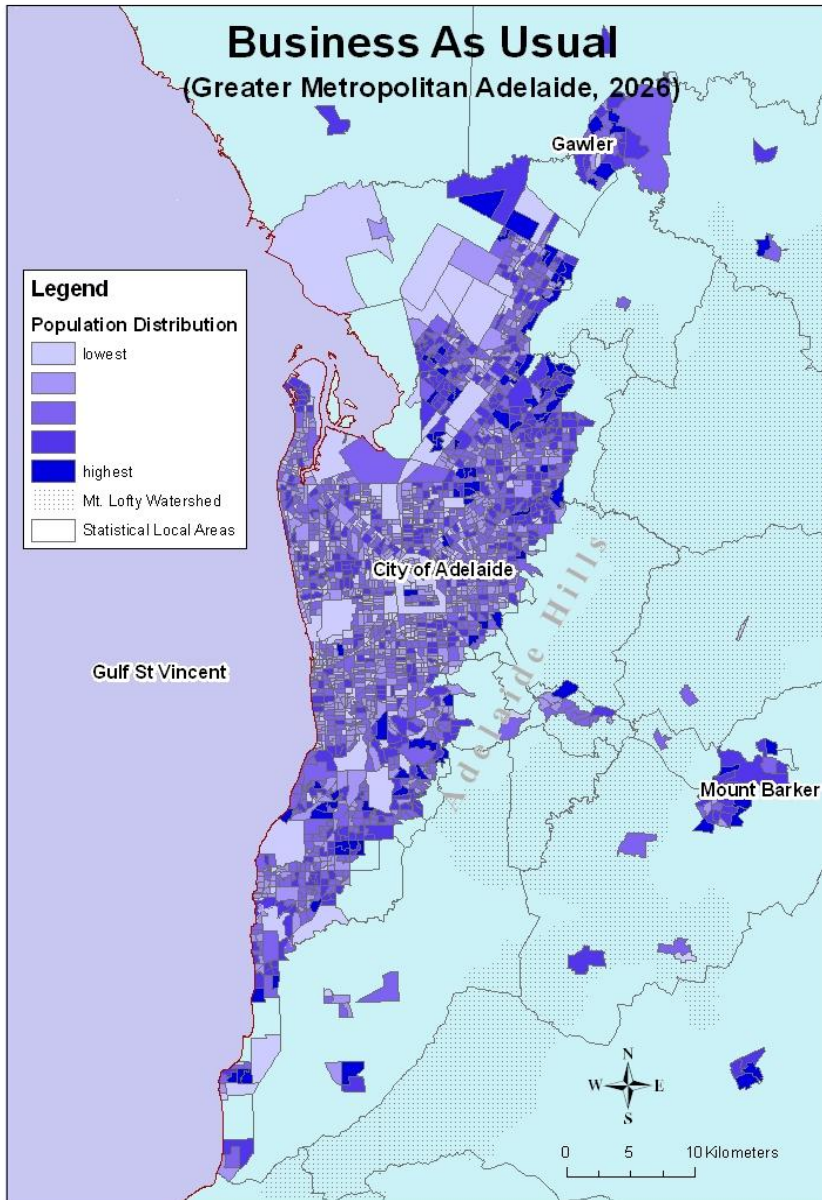 Business As Usual
(Greater Metropolitan Adelaide, 2026)
Gawler
Legend
Population Distribution
lowest
highest
Mt. Lofty Watershed
Statistical Local Areas
City of Adelaide
Adelaide Hills
Gulf St Vincent
Mount Barker
N
W E
S
0 5 10 Kilometers